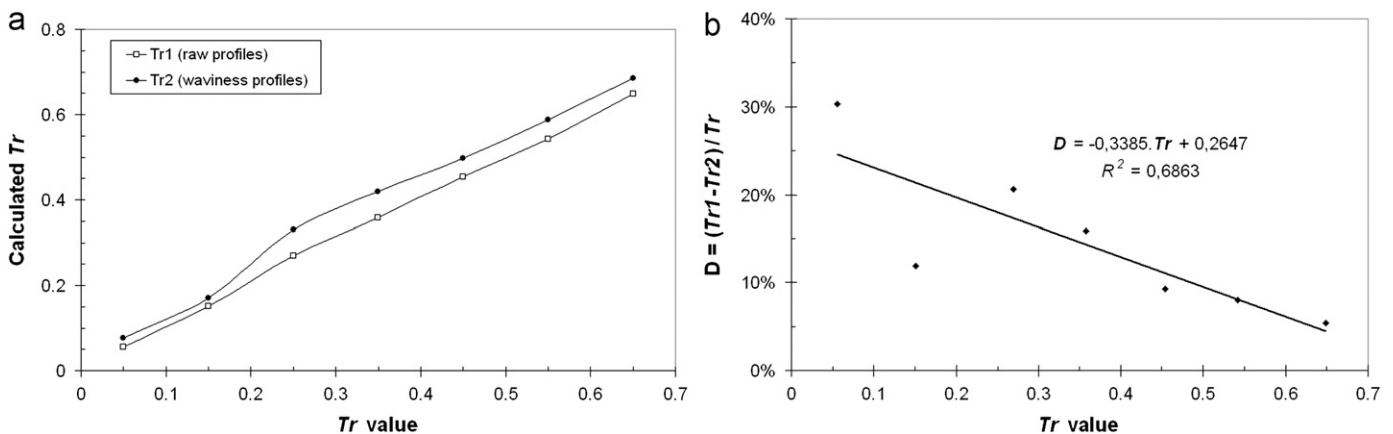 a
0.8
0.6
0.4
0.2
0
Calculated Tr
Tr1 (raw profiles)
Tr2 (waviness profiles)
0 0.1 0.2 0.3 0.4 0.5 0.6 0.7
Tr value
b
40%
30%
20%
10%
0%
D = (Tr1-Tr2) / Tr
D = -0,3385.Tr + 0,2647
R² = 0,6863
0 0.1 0.2 0.3 0.4 0.5 0.6 0.7
Tr value